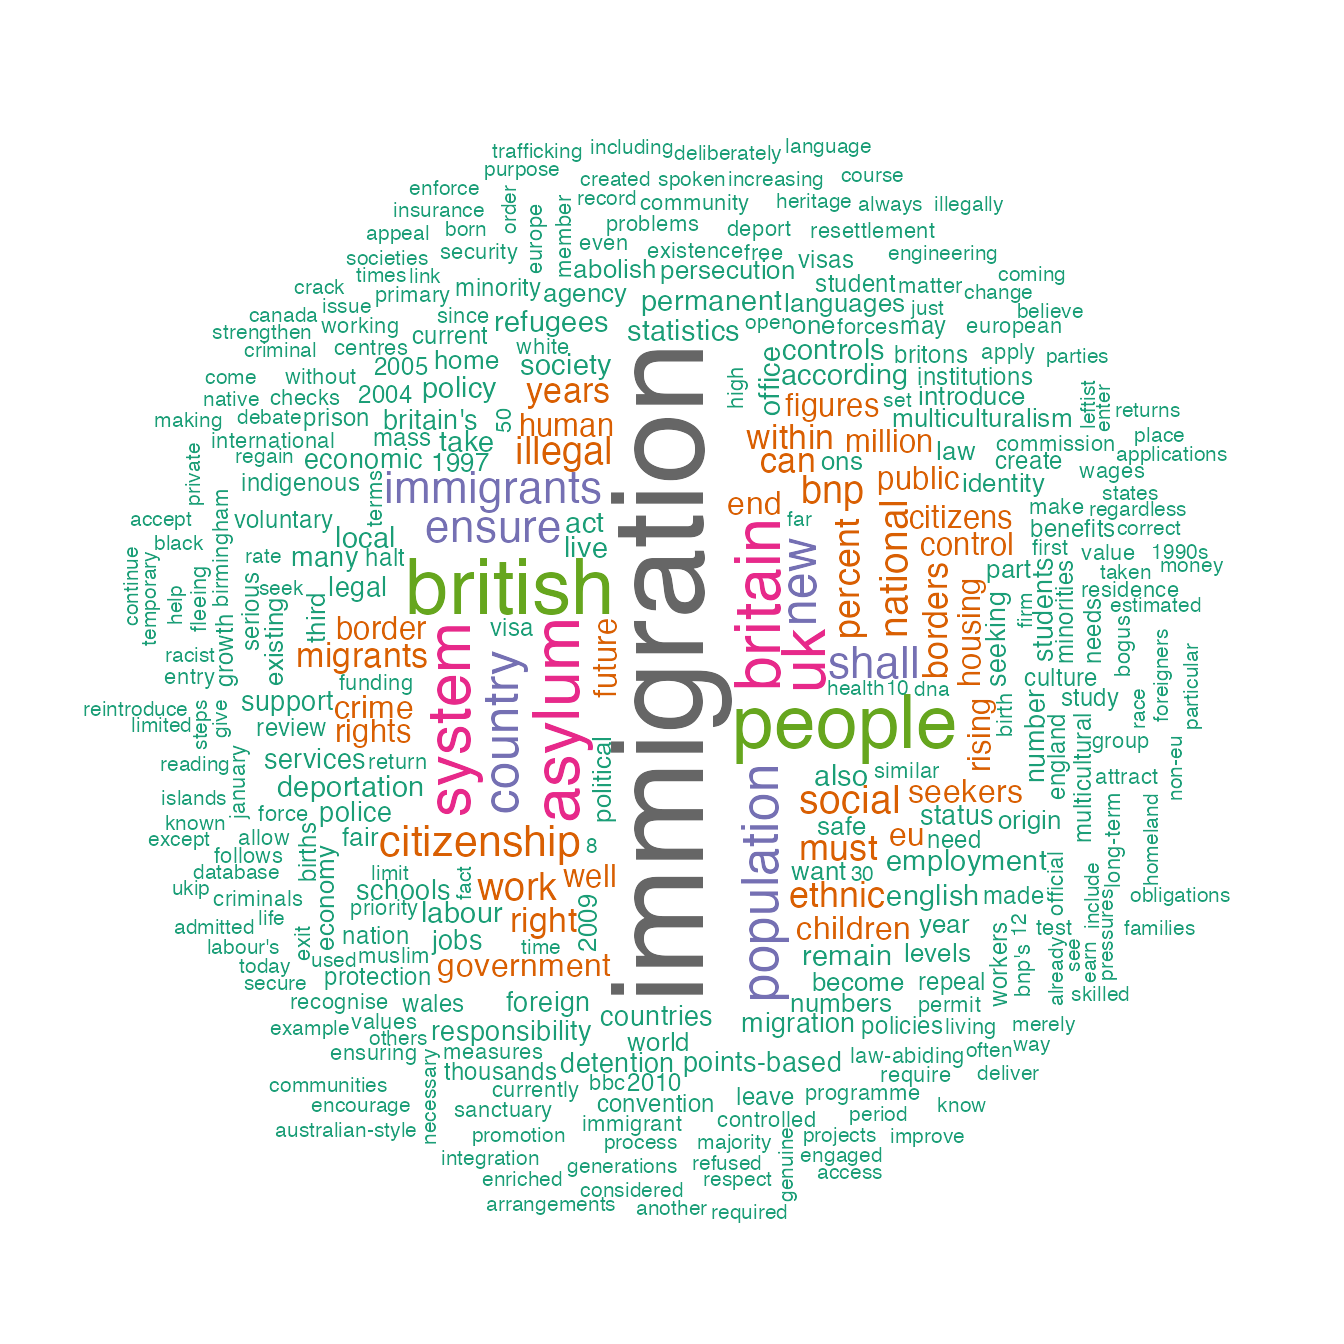 trafficking
including
deliberately
language
purpose
created
spoken
increasing
course
enforce
order
record
community
heritage
always
illegally
insurance
europe
member
problems
deport
resettlement
appeal
born
even
existence
free
engineering
societies
security
abolish
persecution
visas
times
link
student
matter
coming
crack
primary
minority
agency
permanent
languages
change
canada
issue
since
refugees
statistics
open
one
forces
may
just
believe
strengthen
working
current
european
criminal
centres
white
controls
britons
apply
parties
2005
home
society
immigration
office
according
institutions
come
without
2004
policy
years
high
figures
set
introduce
leftist
enter
native
checks
making
debate
prison
britain's
50
human
multiculturalism
returns
international
mass
take
illegal
within
million
law
commission
place
regain
economic
1997
can
ons
create
wages
applications
private
indigenous
terms
immigrants
bnp
public
identity
states
accept
birmingham
voluntary
ensure
act
end
far
national
citizens
make
regardless
black
local
live
britain
new
percent
control
benefits
correct
continue
temporary
rate
many
halt
british
borders
part
first
value
1990s
help
fleeing
seek
legal
housing
seeking
students
minorities
taken
money
growth
serious
existing
third
border
visa
future
uk
shall
firm
needs
residence
estimated
racist
migrants
system
country
asylum
bogus
entry
funding
health
10
dna
culture
foreigners
particular
reintroduce
support
crime
people
birth
number
study
race
limited
steps
give
review
rights
rising
england
multicultural
group
non-eu
reading
january
services
return
political
population
also
similar
attract
islands
deportation
social
seekers
long-term
homeland
known
force
police
safe
status
origin
except
allow
births
fair
citizenship
8
must
eu
need
follows
economy
database
limit
want
30
employment
official
include
ukip
criminals
schools
fact
work
well
ethnic
english
made
obligations
admitted
life
priority
labour
right
2009
children
year
12
test
pressures
families
labour's
exit
nation
jobs
time
remain
levels
workers
bnp's
already
see
earn
today
used
muslim
government
secure
protection
become
repeal
skilled
recognise
wales
foreign
numbers
permit
example
values
countries
migration
policies
living
merely
others
responsibility
world
ensuring
measures
detention
points-based
law-abiding
often
way
necessary
thousands
communities
currently
bbc
2010
require
deliver
encourage
sanctuary
convention
leave
programme
know
australian-style
promotion
immigrant
controlled
period
process
majority
projects
improve
integration
generations
refused
genuine
engaged
enriched
considered
respect
access
arrangements
another
required